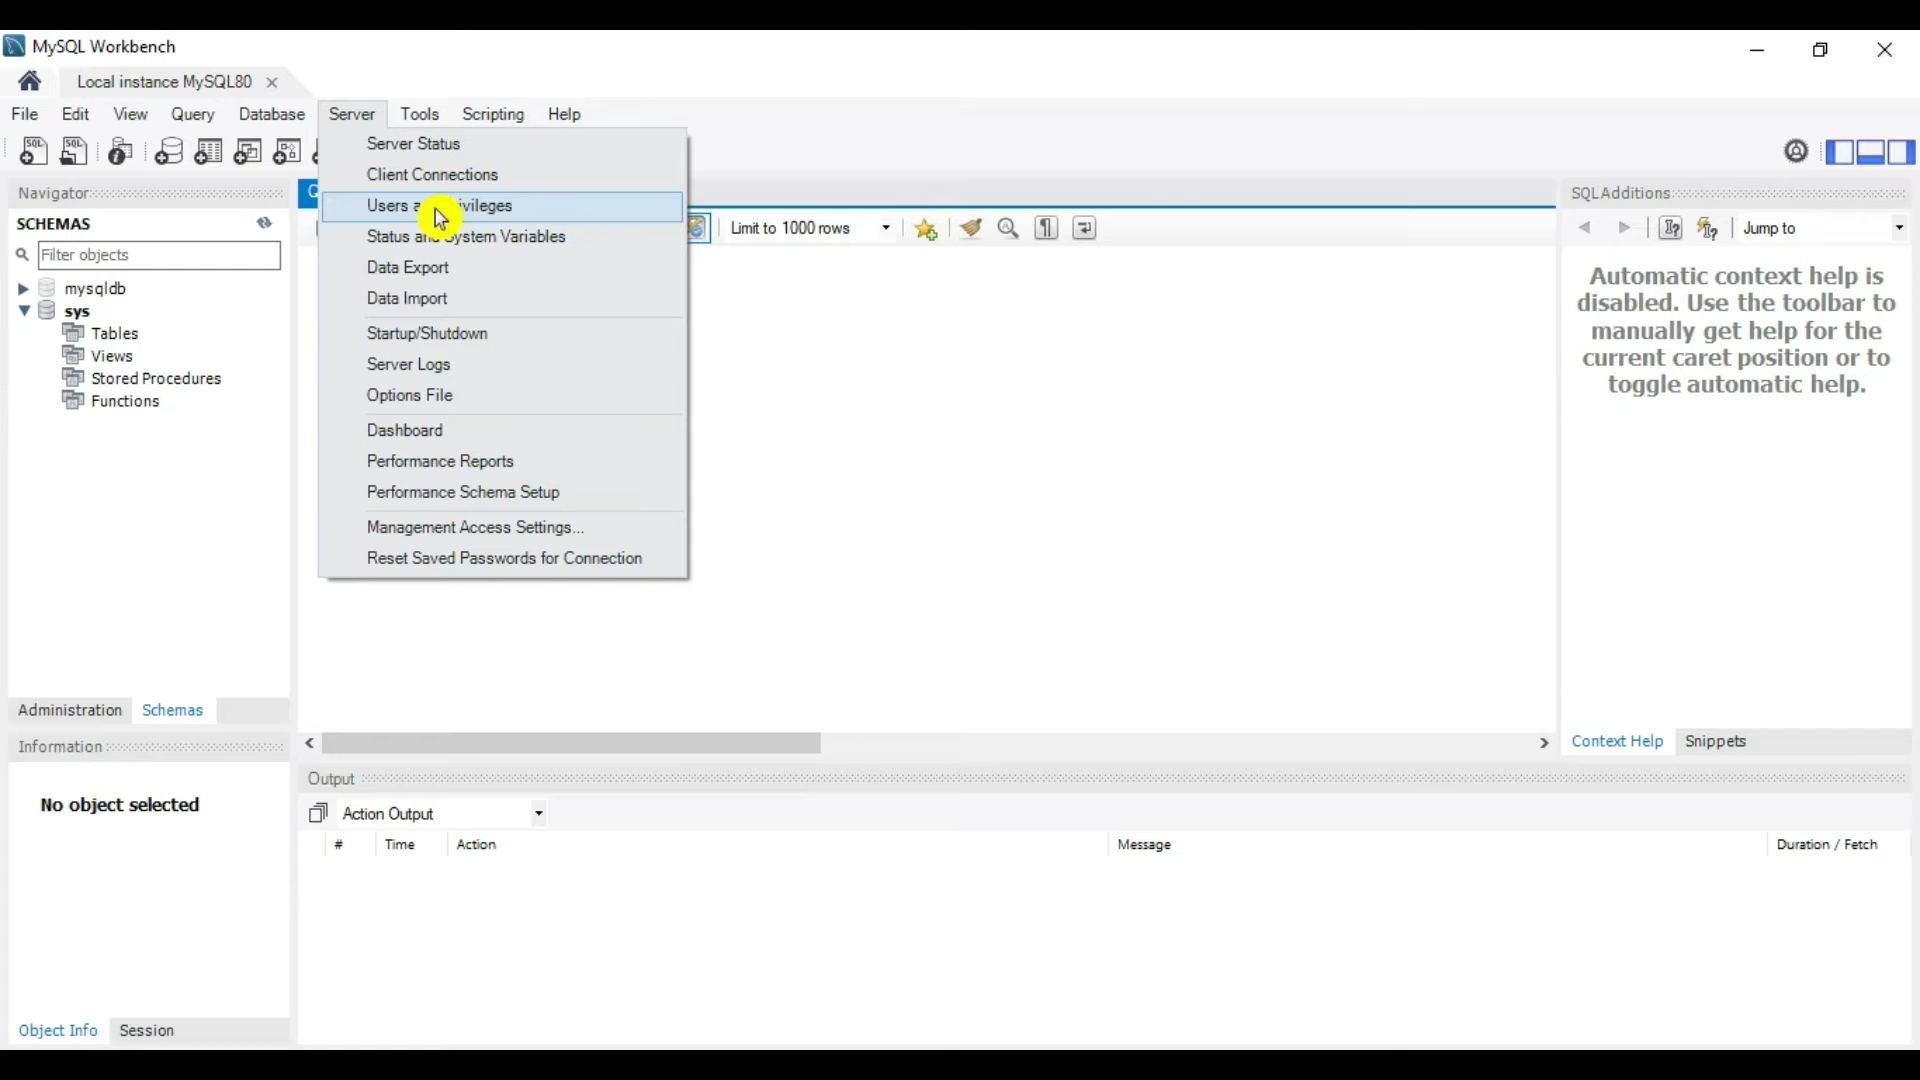 MySQL Workbench
Local instance MySQL80
File Edit View Query Database Server Tools Scripting Help
Server Status
Client Connections
Users a ivileges
Status and System Variables
Data Export
Data Import
Startup/Shutdown
Server Logs
Options File
Dashboard
Performance Reports
Performance Schema Setup
Management Access Settings...
Reset Saved Passwords for Connection
Navigator
SCHEMAS
Filter objects
mysqldb
sys
Tables
Views
Stored Procedures
Functions
Administration Schemas
Information
No object selected
Object Info Session
Limit to 1000 rows
SQLAdditions
Jump to
Automatic context help is
disabled. Use the toolbar to
manually get help for the
current caret position or to
toggle automatic help.
Context Help Snippets
Output
Action Output
# Time Action Message Duration / Fetch